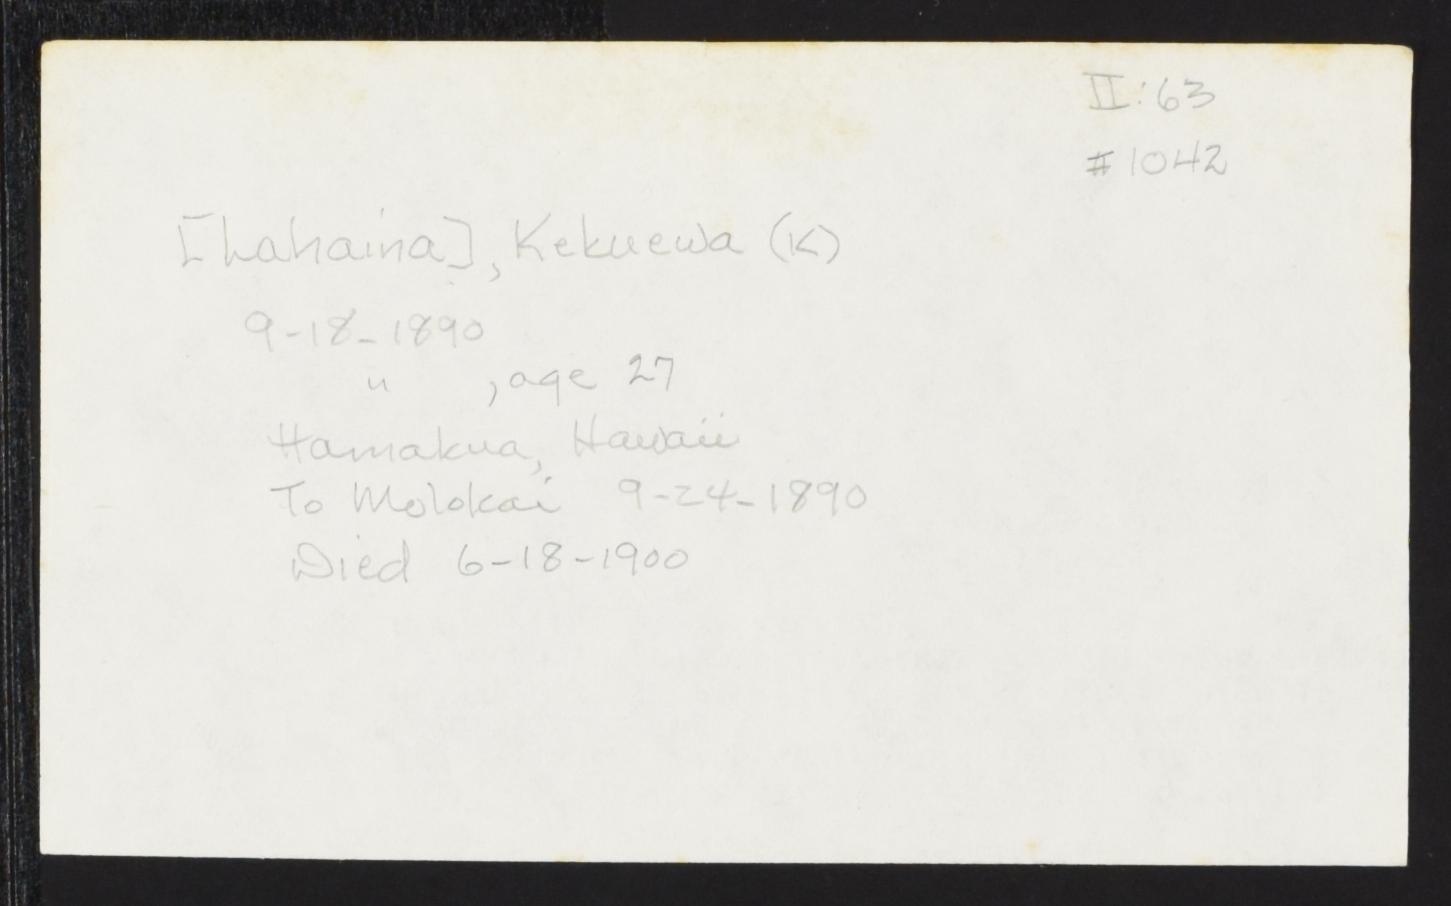 II:63
#1042
[Lahaina], Kekuewa (K)
9-18-1890
" , age 27
Hamakua, Hawaii
To Molokai 9-24-1890
Died 6-18-1900